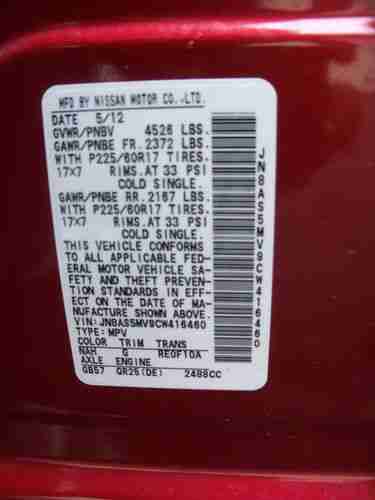 MFD BY NISSAN MOTOR CO.,LTD.
DATE 5/12
GVWR/PNBV 4526 LBS.
GAWR/PNBE FR. 2372 LBS.
WITH P225/60R17 TIRES.
17X7 RIMS. AT 33 PSI
COLD SINGLE.
GAWR/PNBE RR. 2167 LBS.
WITH P225/60R17 TIRES.
17X7 RIMS. AT 33 PSI
COLD SINGLE.
THIS VEHICLE CONFORMS
TO ALL APPLICABLE FED-
ERAL MOTOR VEHICLE SA-
FETY AND THEFT PREVEN-
TION STANDARDS IN EFF-
ECT ON THE DATE OF MA-
NUFACTURE SHOWN ABOVE.
VIN: JN8AS5MV9CW416460
TYPE: MPV
COLOR TRIM TRANS
NAH G RE0F10A
AXLE ENGINE
GB57 QR25(DE) 2488CC
JN8AS5MV9CW416460